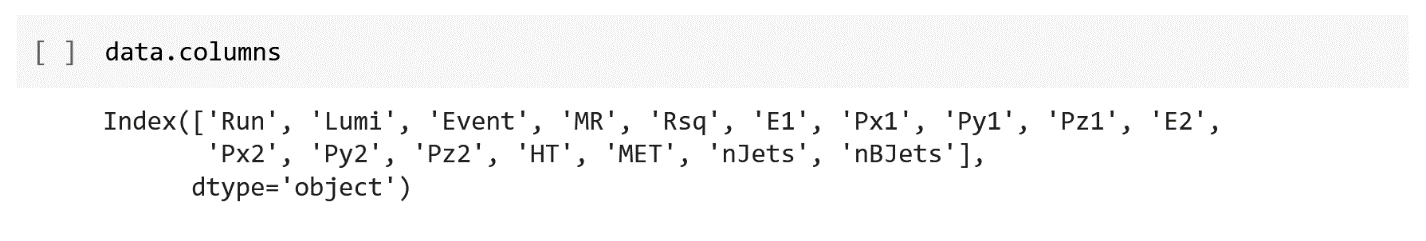 [ ] data.columns
Index(['Run', 'Lumi', 'Event', 'MR', 'Rsq', 'E1', 'Px1', 'Py1', 'Pz1', 'E2',
'Px2', 'Py2', 'Pz2', 'HT', 'MET', 'nJets', 'nBJets'],
dtype='object')